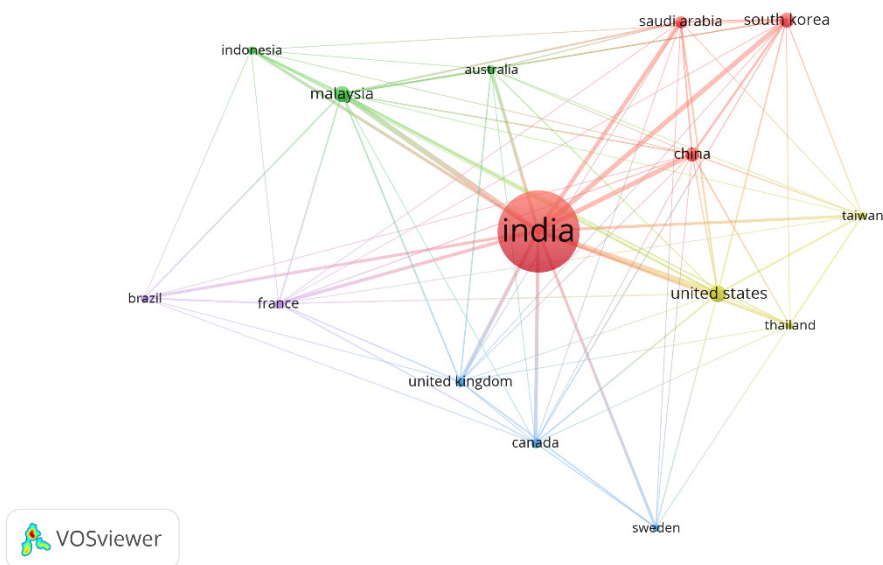 saudi arabia
south korea
indonesia
australia
malaysia
china
taiwan
india
united states
brazil
france
thailand
united kingdom
canada
sweden
VOSviewer